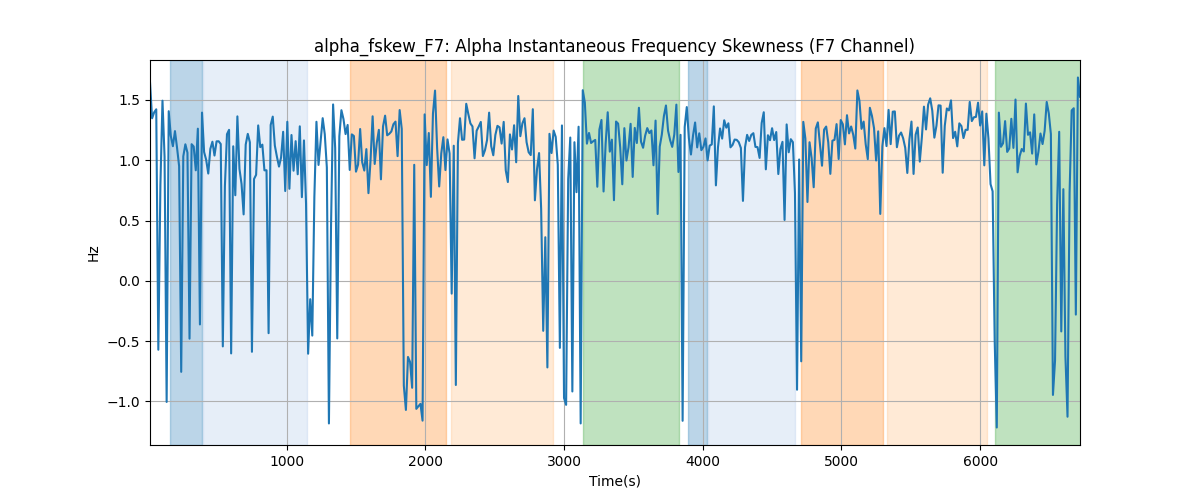 alpha_fskew_F7: Alpha Instantaneous Frequency Skewness (F7 Channel)
1.5
1.0
0.5
0.0
−0.5
−1.0
Hz
1000 2000 3000 4000 5000 6000
Time(s)